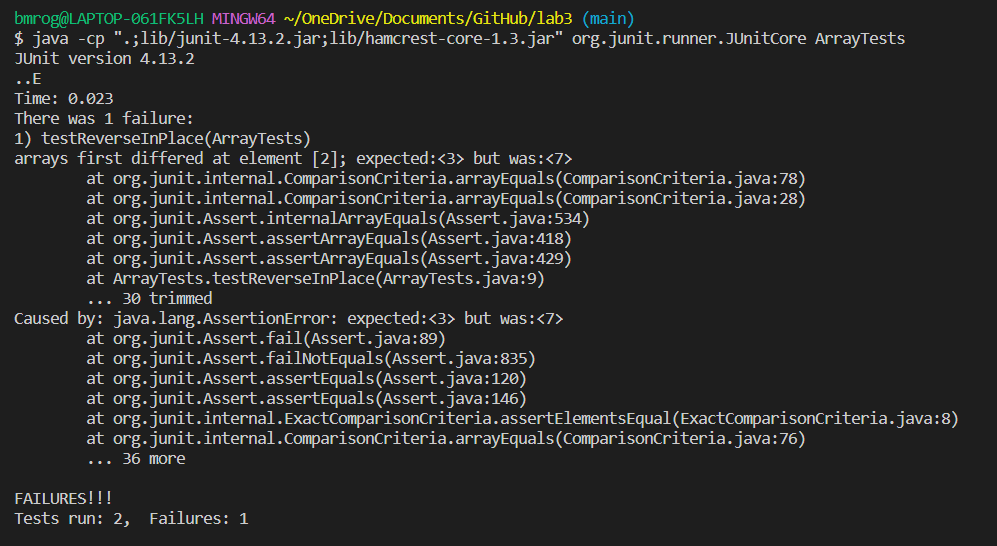 bmrog@LAPTOP-061FK5LH MINGW64 ~/OneDrive/Documents/GitHub/lab3 (main)
$ java -cp ".;lib/junit-4.13.2.jar;lib/hamcrest-core-1.3.jar" org.junit.runner.JUnitCore ArrayTests
JUnit version 4.13.2
..E
Time: 0.023
There was 1 failure:
1) testReverseInPlace(ArrayTests)
arrays first differed at element [2]; expected:<3> but was:<7>
        at org.junit.internal.ComparisonCriteria.arrayEquals(ComparisonCriteria.java:78)
        at org.junit.internal.ComparisonCriteria.arrayEquals(ComparisonCriteria.java:28)
        at org.junit.Assert.internalArrayEquals(Assert.java:534)
        at org.junit.Assert.assertArrayEquals(Assert.java:418)
        at org.junit.Assert.assertArrayEquals(Assert.java:429)
        at ArrayTests.testReverseInPlace(ArrayTests.java:9)
        ... 30 trimmed
Caused by: java.lang.AssertionError: expected:<3> but was:<7>
        at org.junit.Assert.fail(Assert.java:89)
        at org.junit.Assert.failNotEquals(Assert.java:835)
        at org.junit.Assert.assertEquals(Assert.java:120)
        at org.junit.Assert.assertEquals(Assert.java:146)
        at org.junit.internal.ExactComparisonCriteria.assertElementsEqual(ExactComparisonCriteria.java:8)
        at org.junit.internal.ComparisonCriteria.arrayEquals(ComparisonCriteria.java:76)
        ... 36 more

FAILURES!!!
Tests run: 2,  Failures: 1